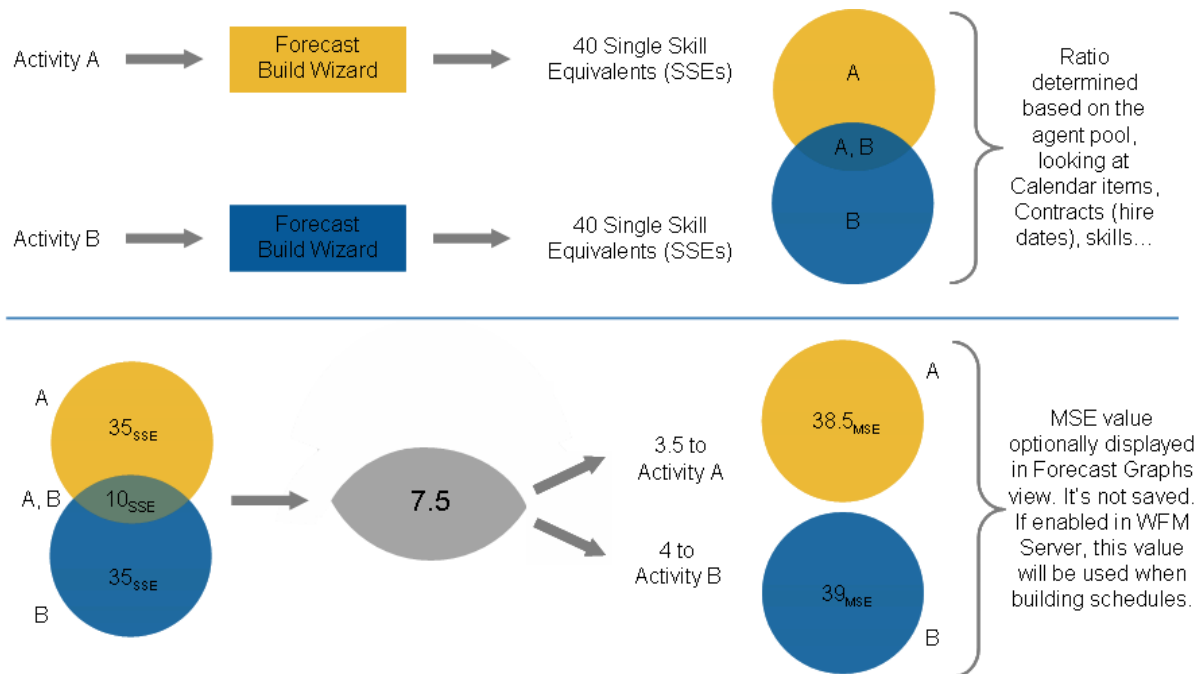 Activity A
Forecast
Build Wizard
40 Single Skill
Equivalents (SSEs)
A
A, B
B
Ratio
determined
based on the
agent pool,
looking at
Calendar items,
Contracts (hire
dates), skills...
Activity B
Forecast
Build Wizard
40 Single Skill
Equivalents (SSEs)
A
35SSE
A, B
10SSE
35SSE
B
7.5
3.5 to
Activity A
4 to
Activity B
A
38.5MSE
39MSE
B
MSE value
optionally displayed
in Forecast Graphs
view. It's not saved.
If enabled in WFM
Server, this value
will be used when
building schedules.